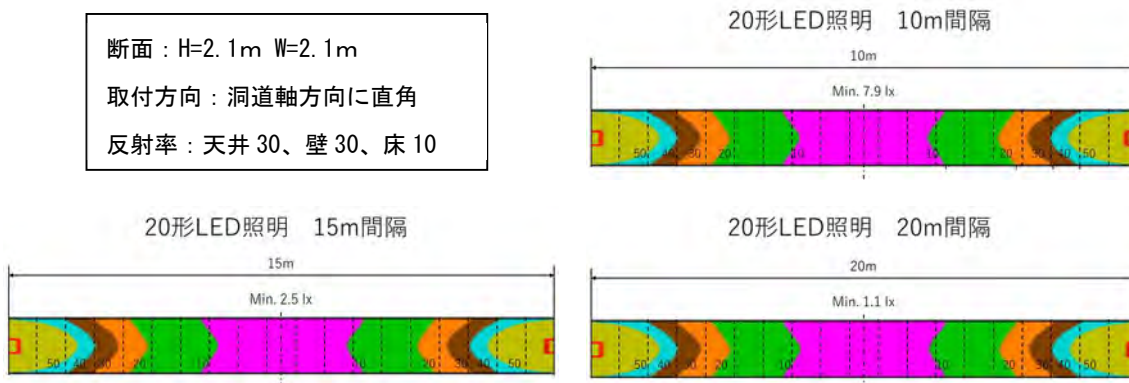 断面：H=2.1ｍ W=2.1ｍ
取付方向：洞道軸方向に直角
反射率：天井 30、壁 30、床 10
20形LED照明　10m間隔
10m
Min. 7.9 lx
50 40 30 20 10 10 20 30 40 50
20形LED照明　15m間隔
15m
Min. 2.5 lx
50 40 30 20 10 10 20 30 40 50
20形LED照明　20m間隔
20m
Min. 1.1 lx
50 40 30 20 10 10 20 30 40 50